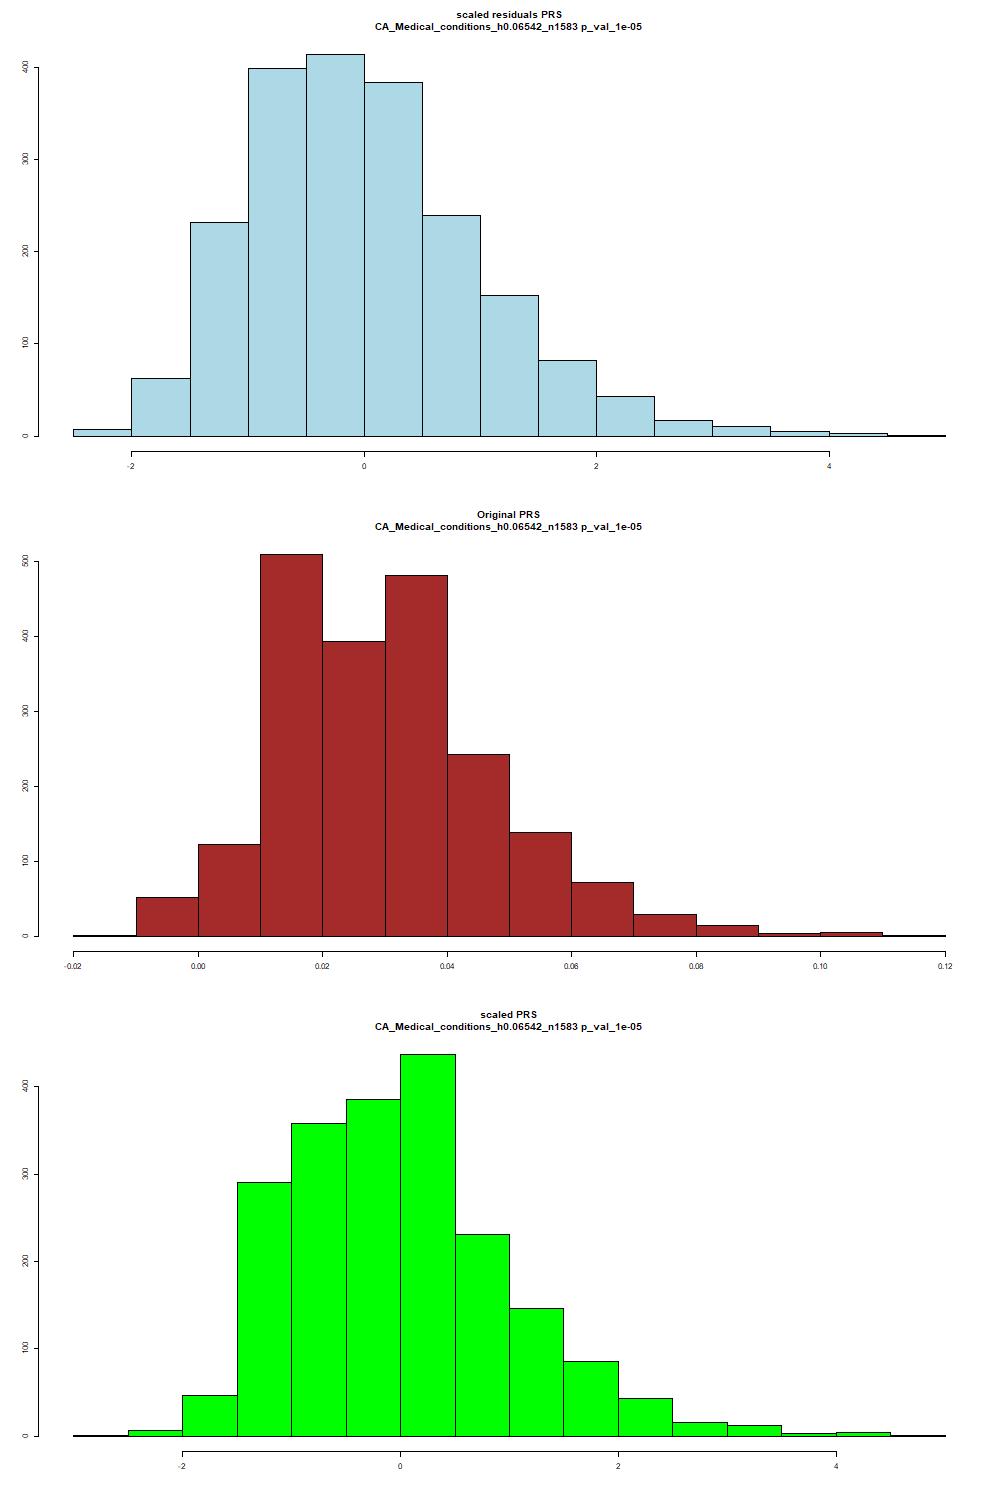 scaled residuals PRS
CA_Medical_conditions_h0.06542_n1583 p_val_1e-05
400
300
200
100
0
-2 0 2 4
Original PRS
CA_Medical_conditions_h0.06542_n1583 p_val_1e-05
500
400
300
200
100
0
-0.02 0.00 0.02 0.04 0.06 0.08 0.10 0.12
scaled PRS
CA_Medical_conditions_h0.06542_n1583 p_val_1e-05
400
300
200
100
0
-2 0 2 4